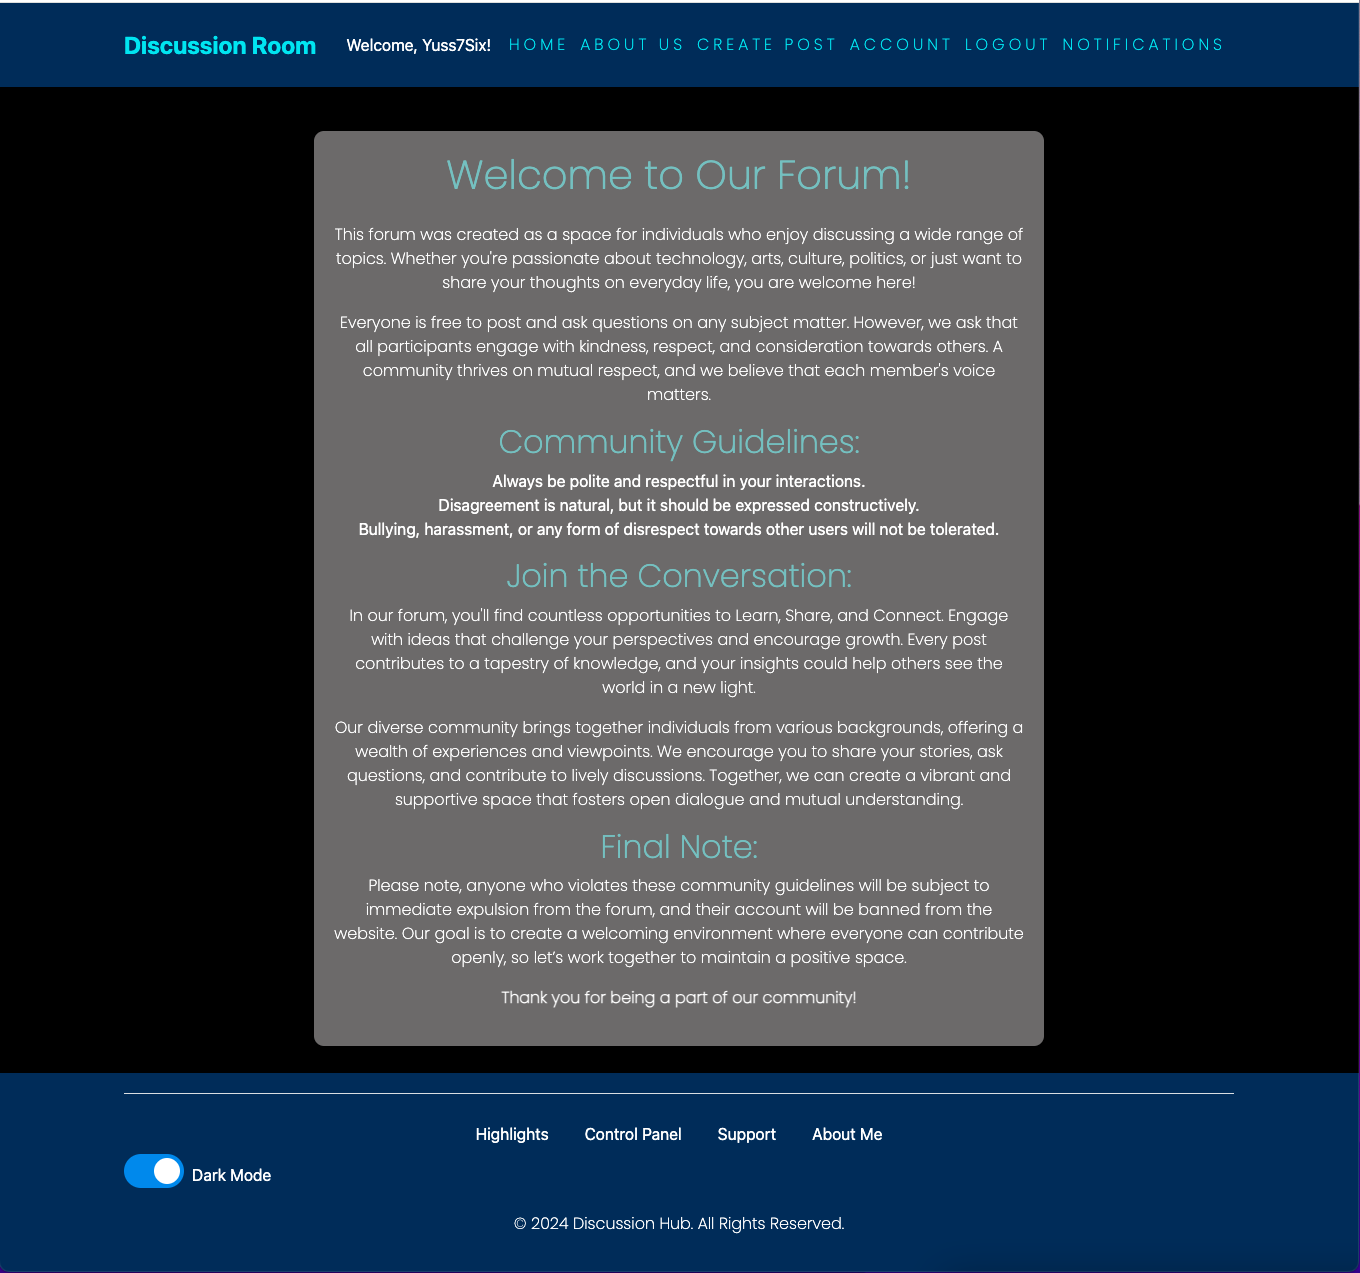 Discussion Room Welcome, Yuss7Six! HOME ABOUT US CREATE POST ACCOUNT LOGOUT NOTIFICATIONS
Welcome to Our Forum!
This forum was created as a space for individuals who enjoy discussing a wide range of
topics. Whether you're passionate about technology, arts, culture, politics, or just want to
share your thoughts on everyday life, you are welcome here!
Everyone is free to post and ask questions on any subject matter. However, we ask that
all participants engage with kindness, respect, and consideration towards others. A
community thrives on mutual respect, and we believe that each member's voice
matters.
Community Guidelines:
Always be polite and respectful in your interactions.
Disagreement is natural, but it should be expressed constructively.
Bullying, harassment, or any form of disrespect towards other users will not be tolerated.
Join the Conversation:
In our forum, you'll find countless opportunities to Learn, Share, and Connect. Engage
with ideas that challenge your perspectives and encourage growth. Every post
contributes to a tapestry of knowledge, and your insights could help others see the
world in a new light.
Our diverse community brings together individuals from various backgrounds, offering a
wealth of experiences and viewpoints. We encourage you to share your stories, ask
questions, and contribute to lively discussions. Together, we can create a vibrant and
supportive space that fosters open dialogue and mutual understanding.
Final Note:
Please note, anyone who violates these community guidelines will be subject to
immediate expulsion from the forum, and their account will be banned from the
website. Our goal is to create a welcoming environment where everyone can contribute
openly, so let’s work together to maintain a positive space.
Thank you for being a part of our community!
Highlights Control Panel Support About Me
Dark Mode
© 2024 Discussion Hub. All Rights Reserved.